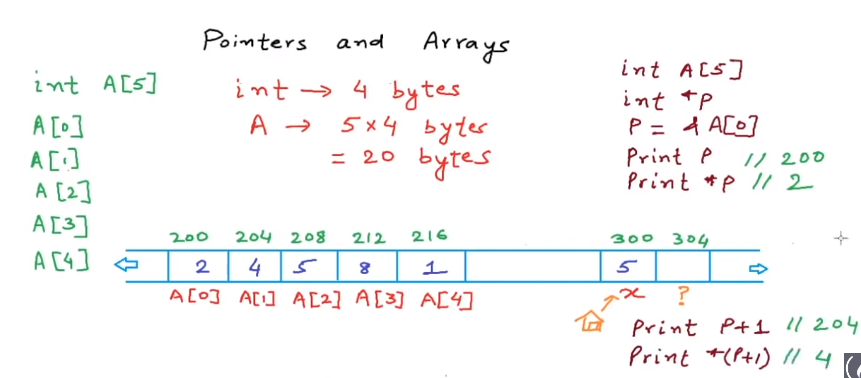 Pointers and Arrays
int A[5]
A[0]
A[1]
A[2]
A[3]
A[4]
int → 4 bytes
A → 5x4 bytes
= 20 bytes
int A[5]
int *P
P = & A[0]
Print P // 200
Print *P // 2
200 204 208 212 216 300 304
2 4 5 8 1 5
A[0] A[1] A[2] A[3] A[4] x ?
Print P+1 // 204
Print *(P+1) // 4